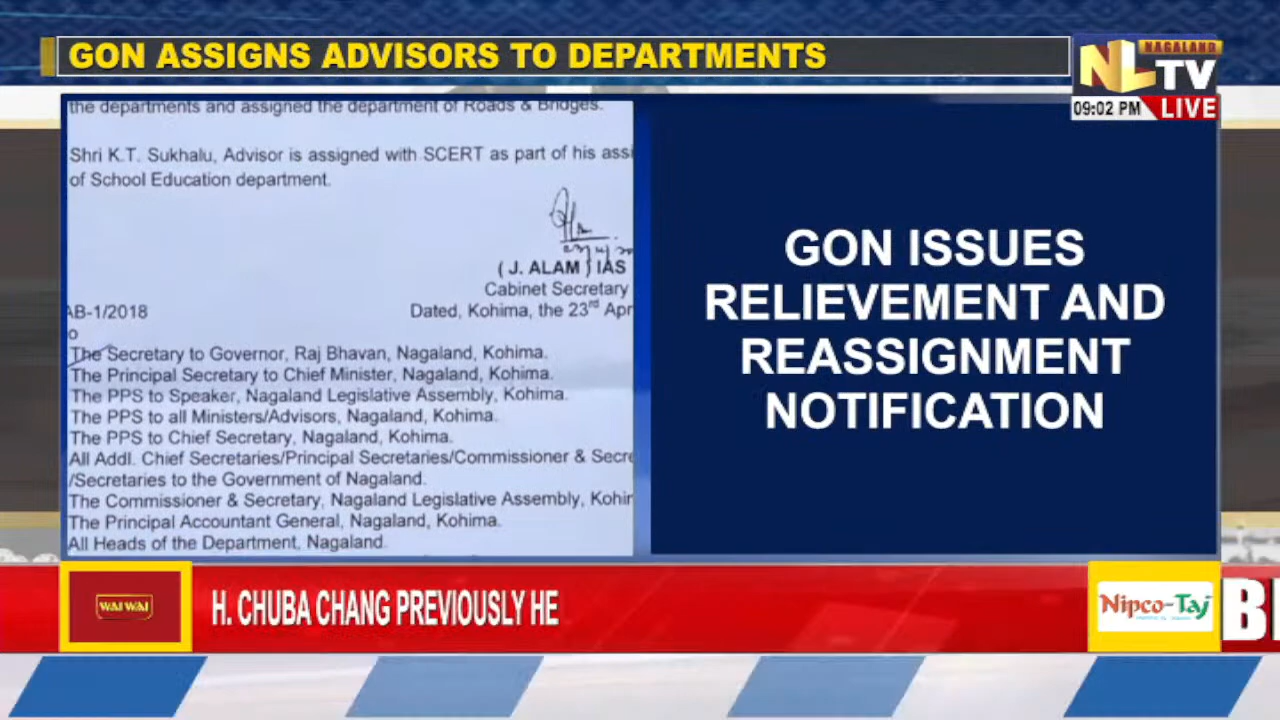 GON ASSIGNS ADVISORS TO DEPARTMENTS
NAGALAND
NLTV
09:02 PM LIVE
the departments and assigned the department of Roads & Bridges.
Shri K.T. Sukhalu, Advisor is assigned with SCERT as part of his assi
of School Education department.
( J. ALAM ) IAS
Cabinet Secretary
AB-1/2018
Dated, Kohima, the 23rd Apr
o
The Secretary to Governor, Raj Bhavan, Nagaland, Kohima.
The Principal Secretary to Chief Minister, Nagaland, Kohima.
The PPS to Speaker, Nagaland Legislative Assembly, Kohima.
The PPS to all Ministers/Advisors, Nagaland, Kohima.
The PPS to Chief Secretary, Nagaland, Kohima.
All Addl. Chief Secretaries/Principal Secretaries/Commissioner & Secre
/Secretaries to the Government of Nagaland.
The Commissioner & Secretary, Nagaland Legislative Assembly, Kohir
The Principal Accountant General, Nagaland, Kohima.
All Heads of the Department, Nagaland.
GON ISSUES
RELIEVEMENT AND
REASSIGNMENT
NOTIFICATION
WAI WAI
H. CHUBA CHANG PREVIOUSLY HE
Nipco-Taj
B